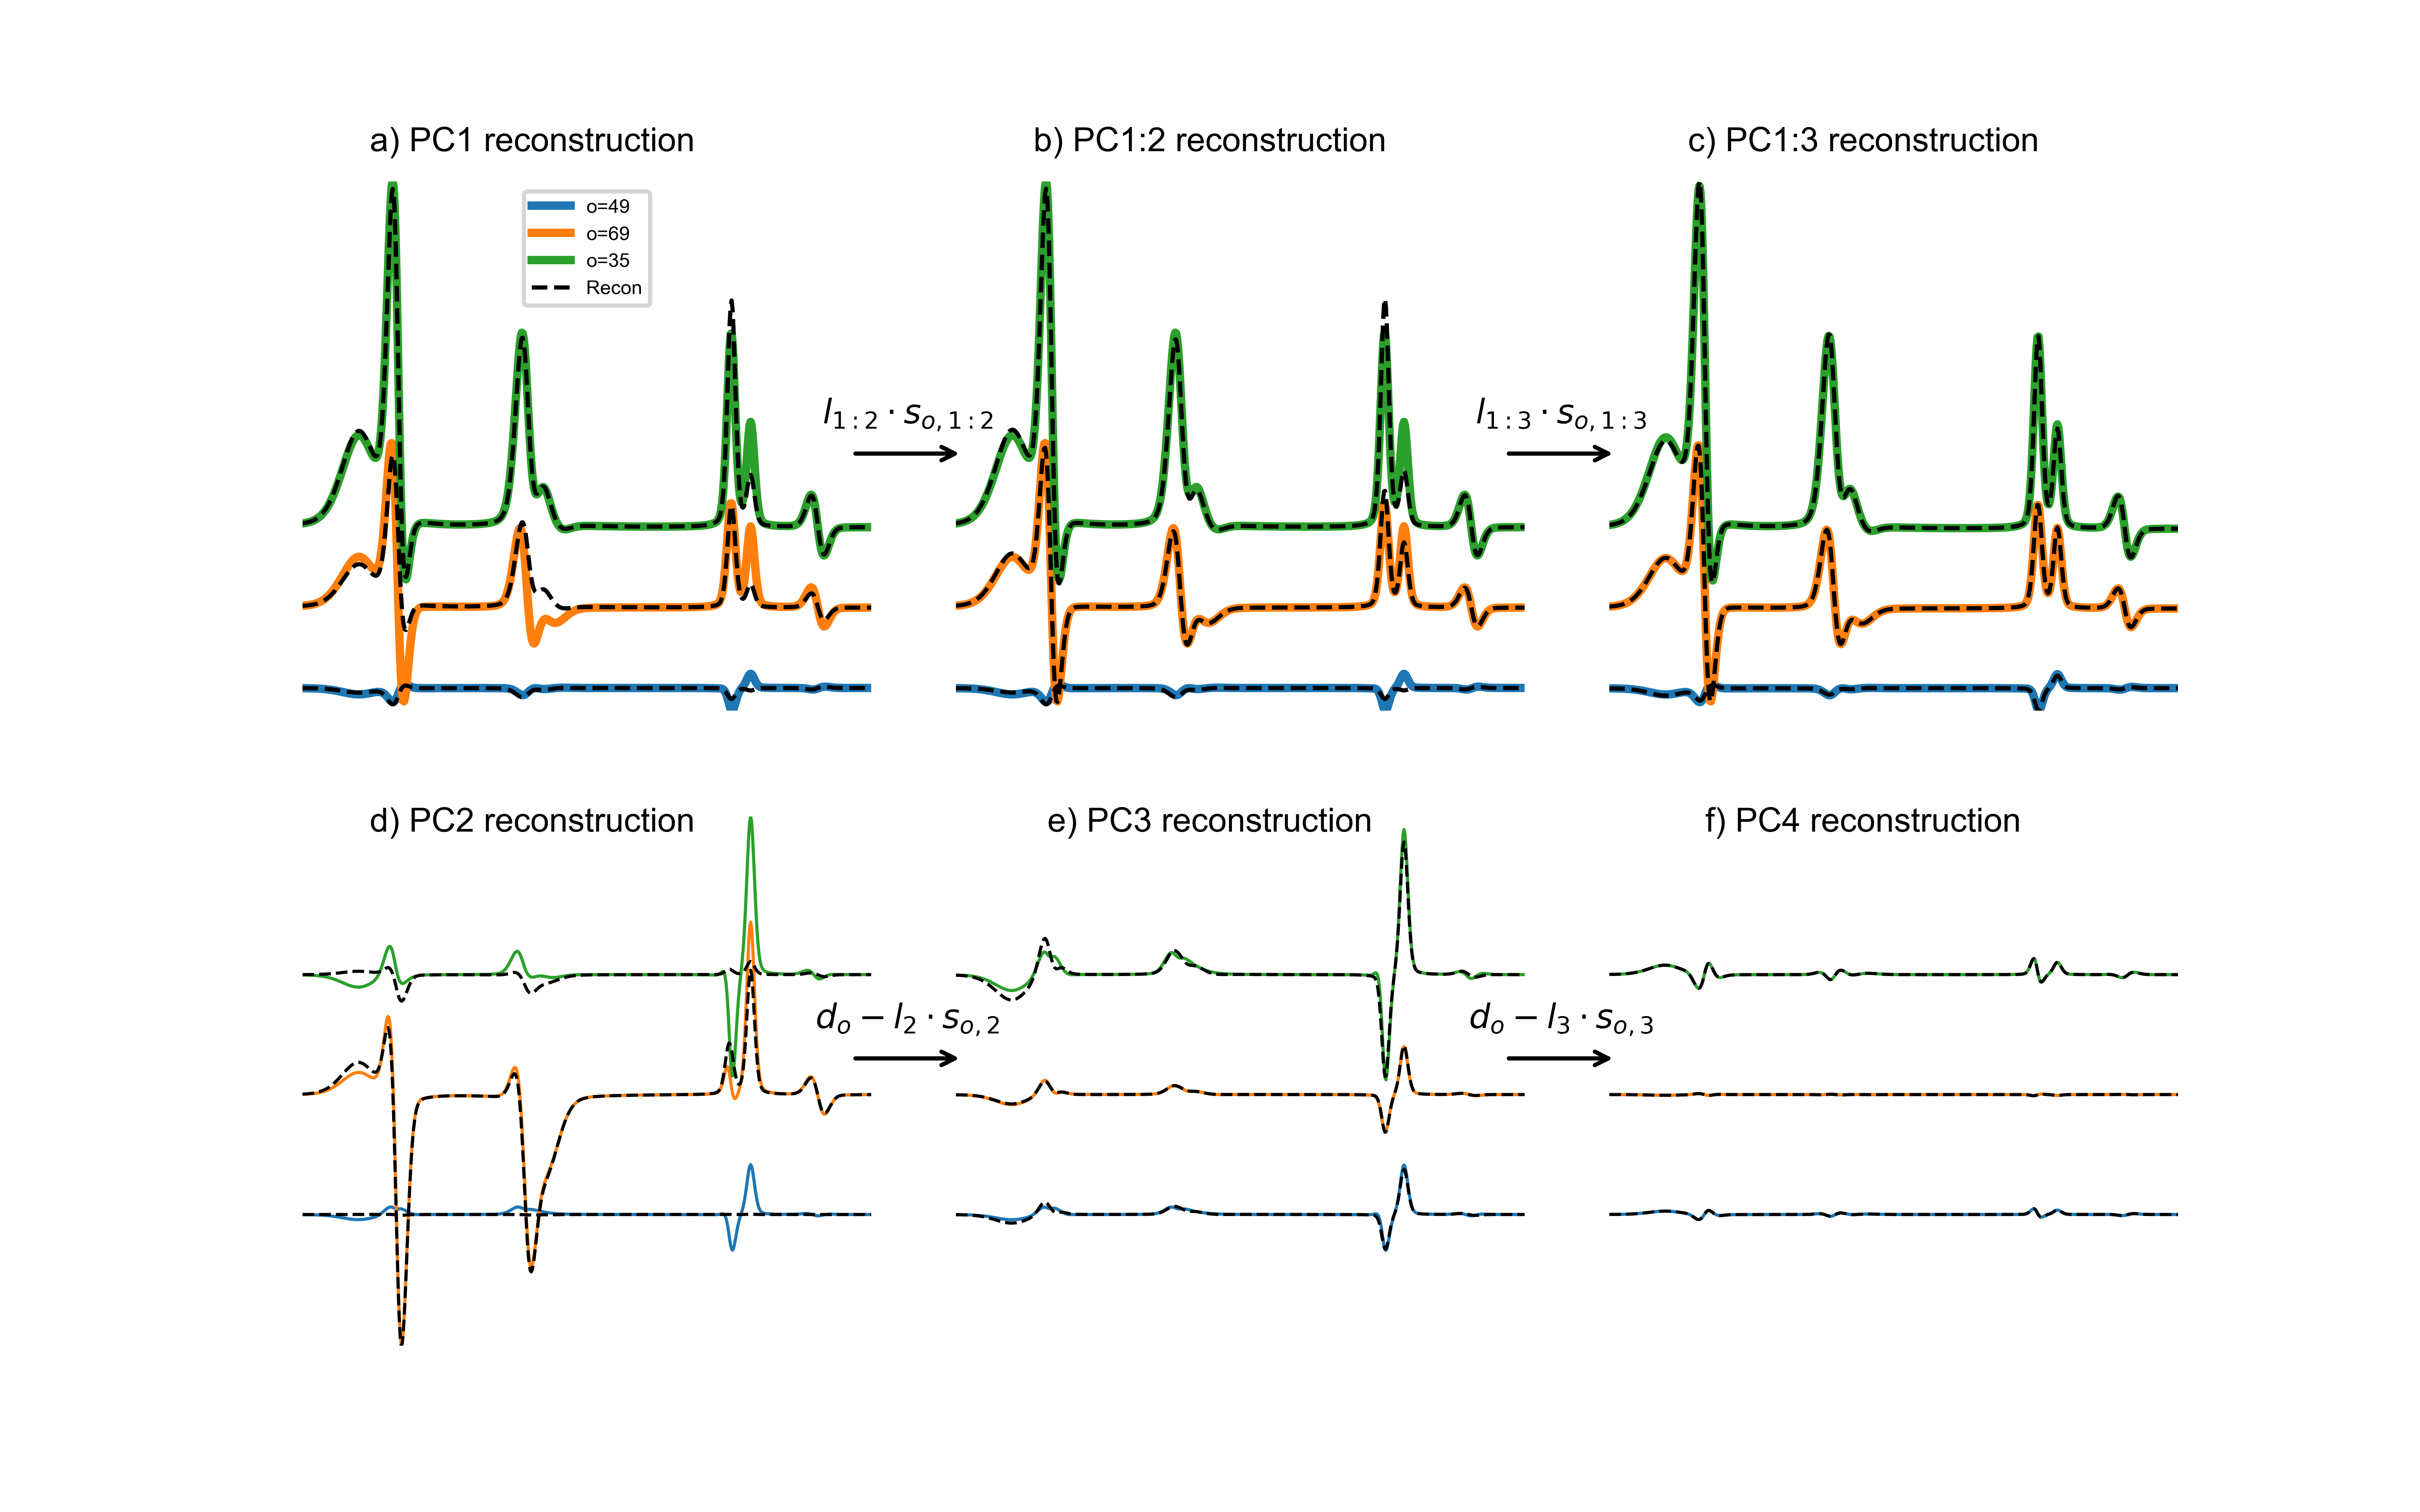 a) PC1 reconstruction
b) PC1:2 reconstruction
c) PC1:3 reconstruction
o=49
o=69
o=35
Recon
l₁:₂ · sₒ,₁:₂
l₁:₃ · sₒ,₁:₃
d) PC2 reconstruction
e) PC3 reconstruction
f) PC4 reconstruction
dₒ − l₂ · sₒ,₂
dₒ − l₃ · sₒ,₃